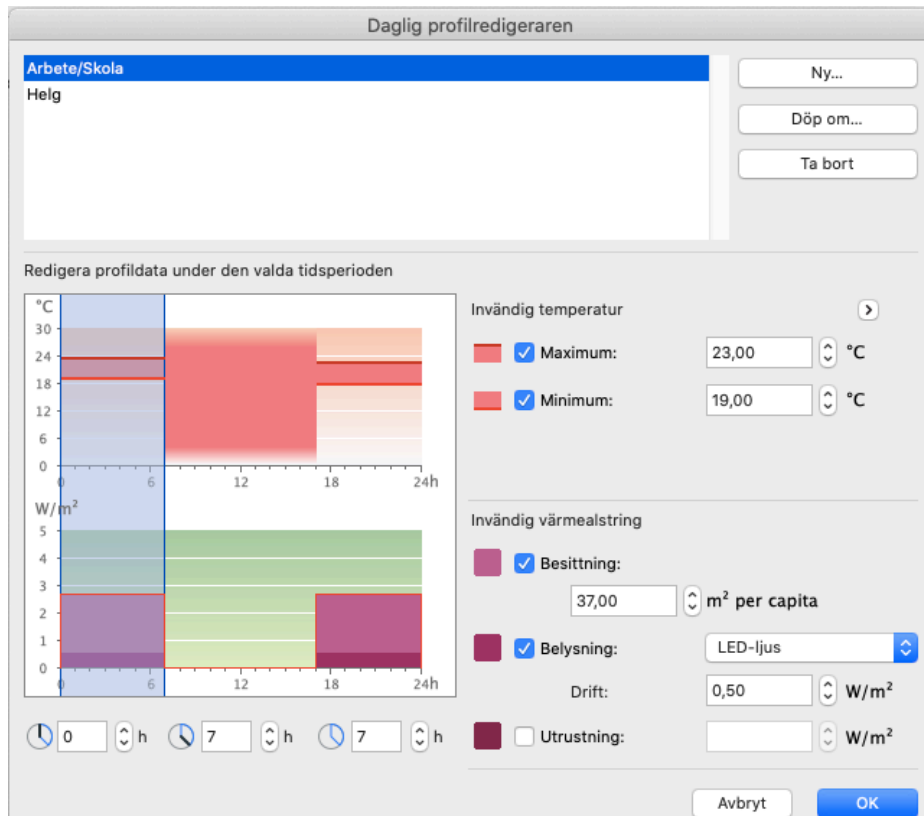 Daglig profilredigeraren
Arbete/Skola
Helg
Ny...
Döp om...
Ta bort
Redigera profildata under den valda tidsperioden
°C
30
24
18
12
6
0
0 6 12 18 24h
W/m²
5
4
3
2
1
0
0 6 12 18 24h
0 h 7 h 7 h
Invändig temperatur
Maximum: 23,00 °C
Minimum: 19,00 °C
Invändig värmealstring
Besittning:
37,00 m² per capita
Belysning: LED-ljus
Drift: 0,50 W/m²
Utrustning: W/m²
Avbryt OK